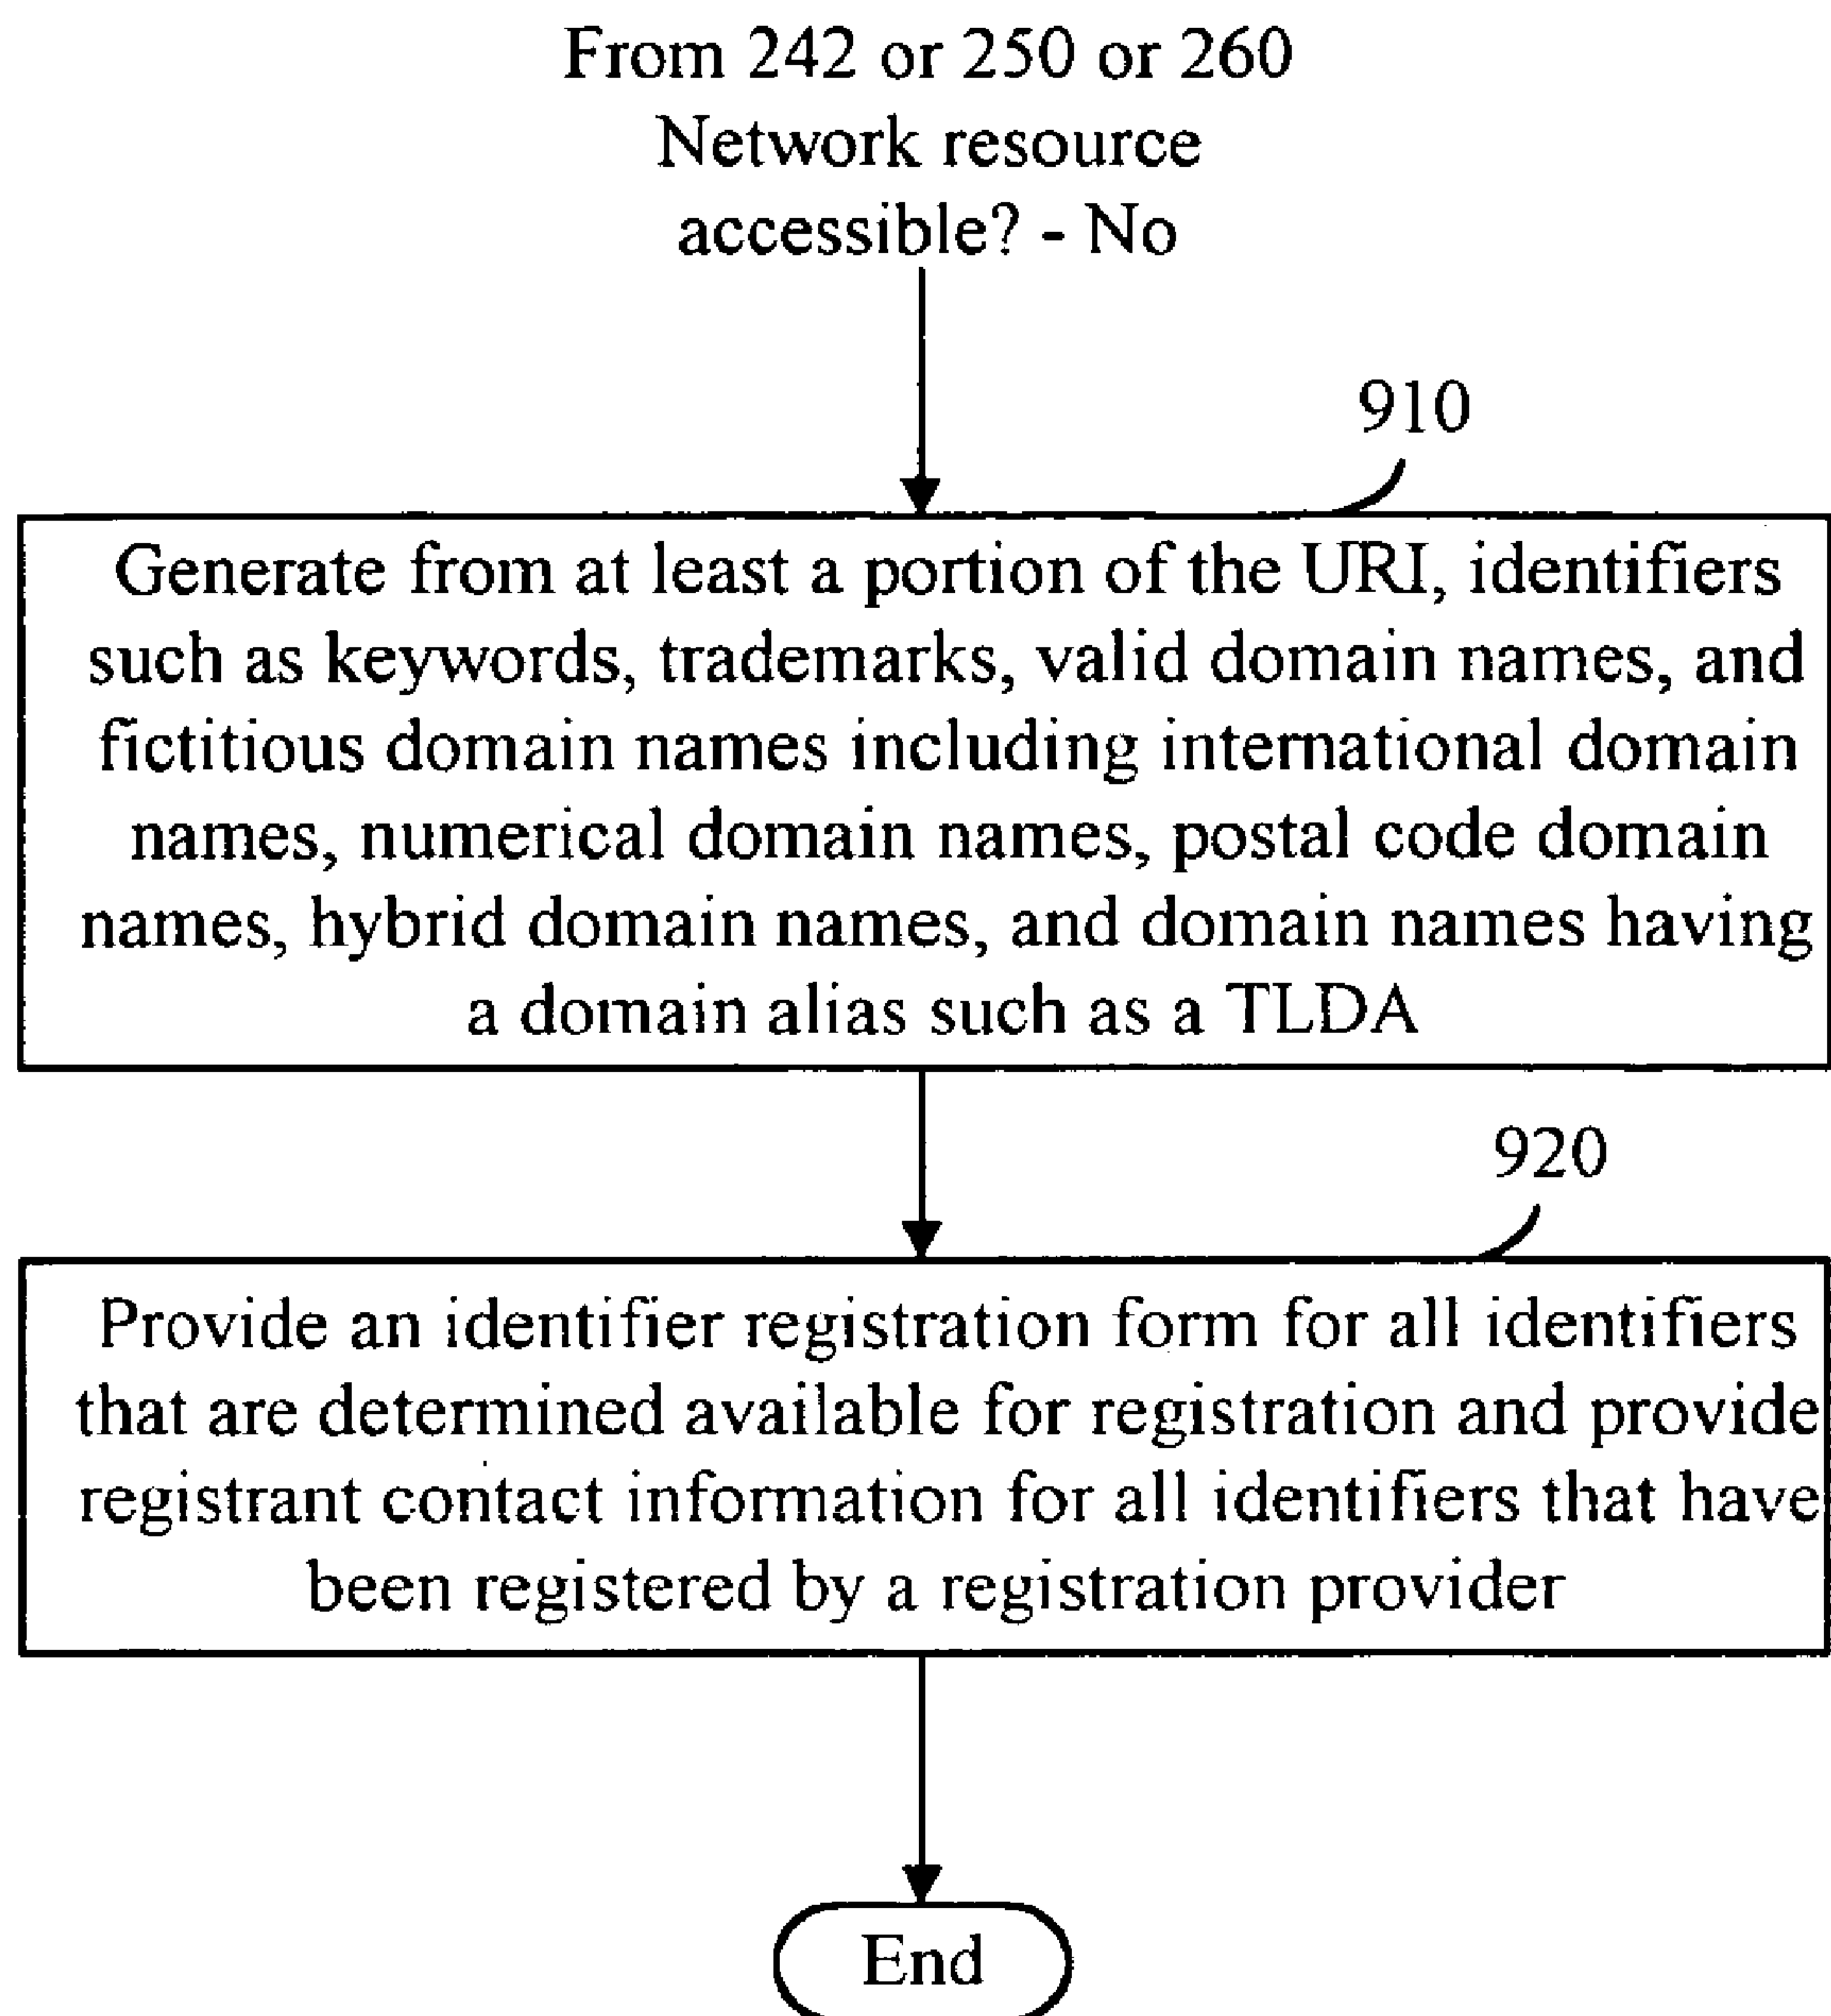 From 242 or 250 or 260
Network resource
accessible? - No
910
Generate from at least a portion of the URI, identifiers
such as keywords, trademarks, valid domain names, and
fictitious domain names including international domain
names, numerical domain names, postal code domain
names, hybrid domain names, and domain names having
a domain alias such as a TLDA
920
Provide an identifier registration form for all identifiers
that are determined available for registration and provide
registrant contact information for all identifiers that have
been registered by a registration provider
End